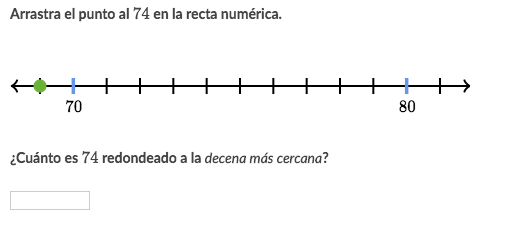 Arrastra el punto al 74 en la recta numérica.
70 80
¿Cuánto es 74 redondeado a la decena más cercana?